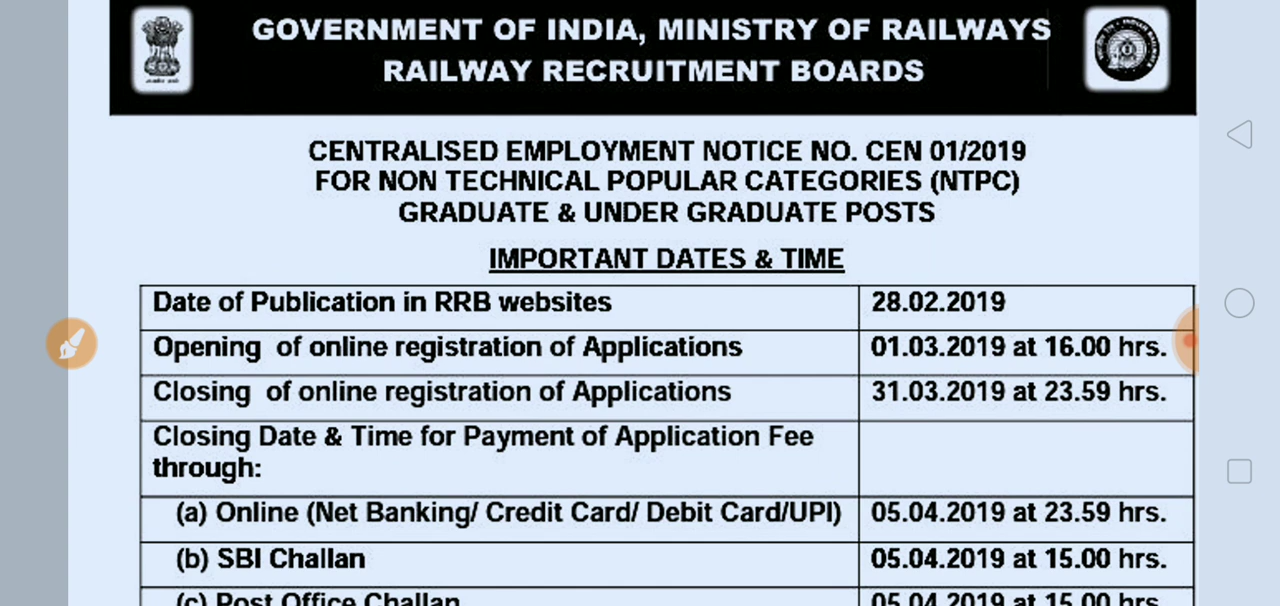 GOVERNMENT OF INDIA, MINISTRY OF RAILWAYS
RAILWAY RECRUITMENT BOARDS
CENTRALISED EMPLOYMENT NOTICE NO. CEN 01/2019
FOR NON TECHNICAL POPULAR CATEGORIES (NTPC)
GRADUATE & UNDER GRADUATE POSTS
IMPORTANT DATES & TIME
Date of Publication in RRB websites 28.02.2019
Opening of online registration of Applications 01.03.2019 at 16.00 hrs.
Closing of online registration of Applications 31.03.2019 at 23.59 hrs.
Closing Date & Time for Payment of Application Fee
through:
(a) Online (Net Banking/ Credit Card/ Debit Card/UPI) 05.04.2019 at 23.59 hrs.
(b) SBI Challan 05.04.2019 at 15.00 hrs.
(c) Post Office Challan 05.04.2019 at 15.00 hrs.